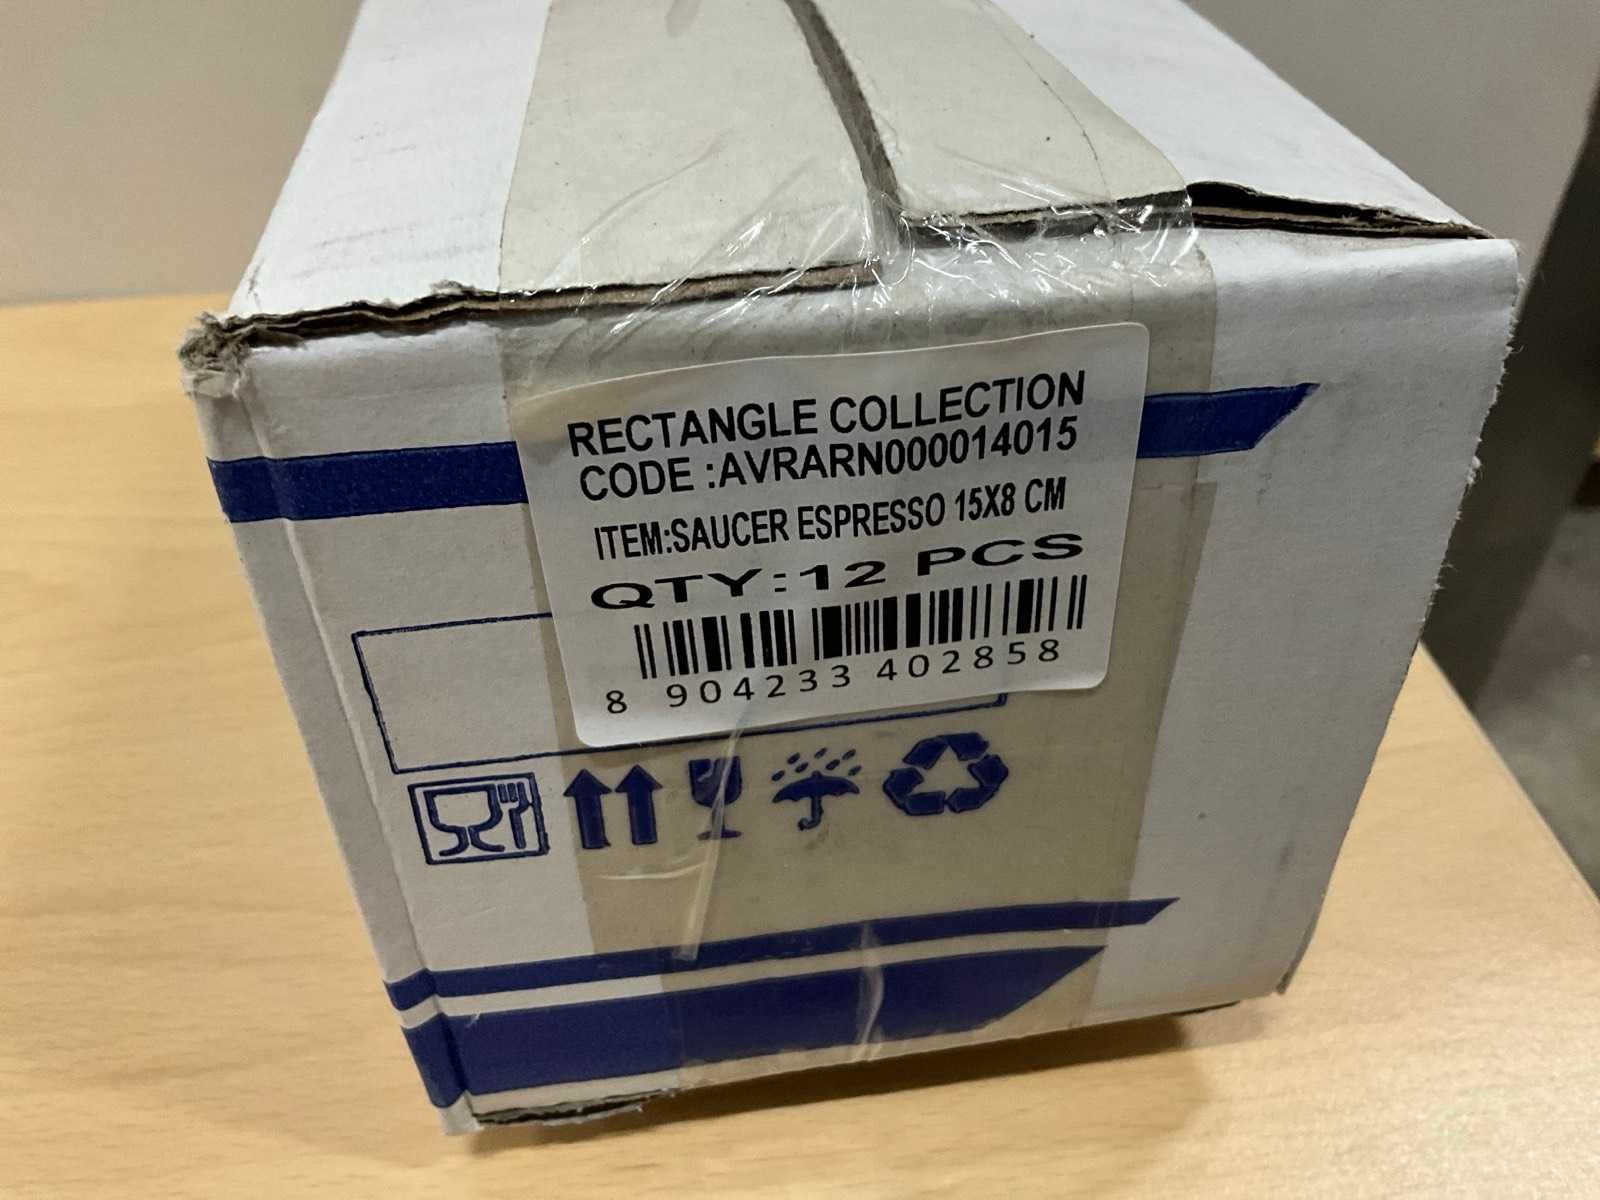 RECTANGLE COLLECTION
CODE :AVRARN000014015
ITEM:SAUCER ESPRESSO 15X8 CM
QTY:12 PCS
8 904233 402858